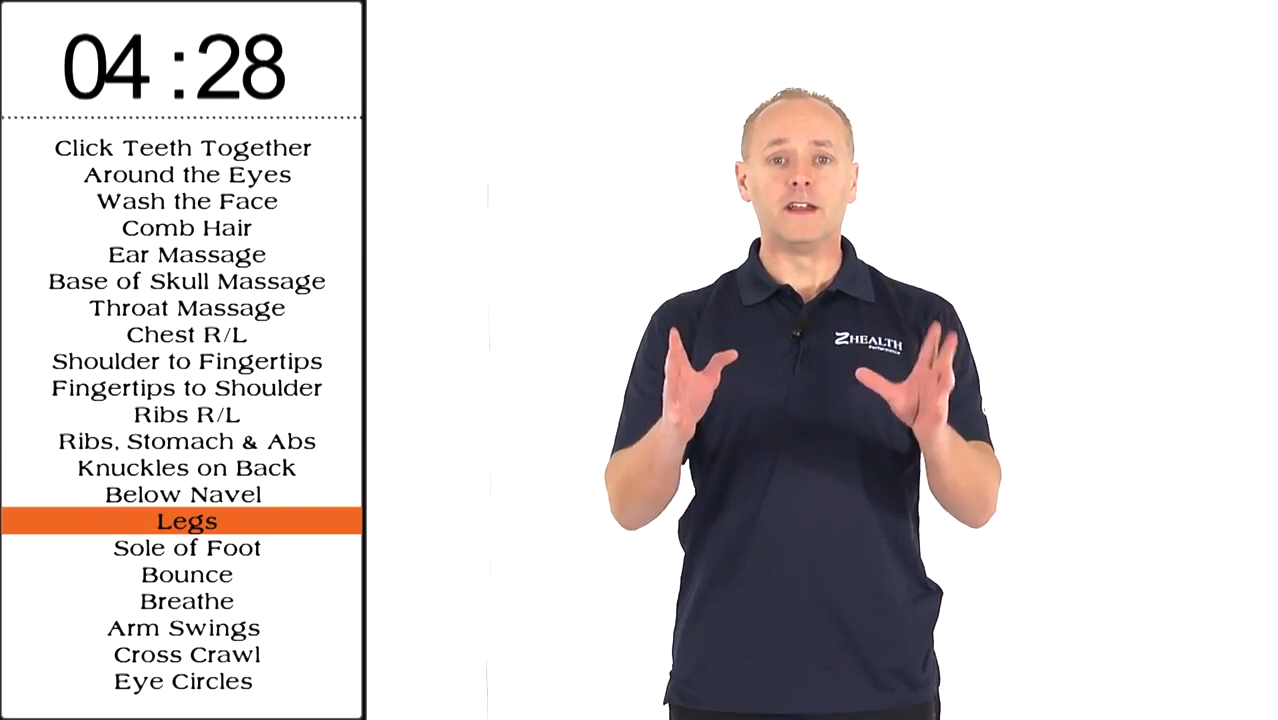 04:28
Click Teeth Together
Around the Eyes
Wash the Face
Comb Hair
Ear Massage
Base of Skull Massage
Throat Massage
Chest R/L
Shoulder to Fingertips
Fingertips to Shoulder
Ribs R/L
Ribs, Stomach & Abs
Knuckles on Back
Below Navel
Legs
Sole of Foot
Bounce
Breathe
Arm Swings
Cross Crawl
Eye Circles
ZHEALTH
Performance